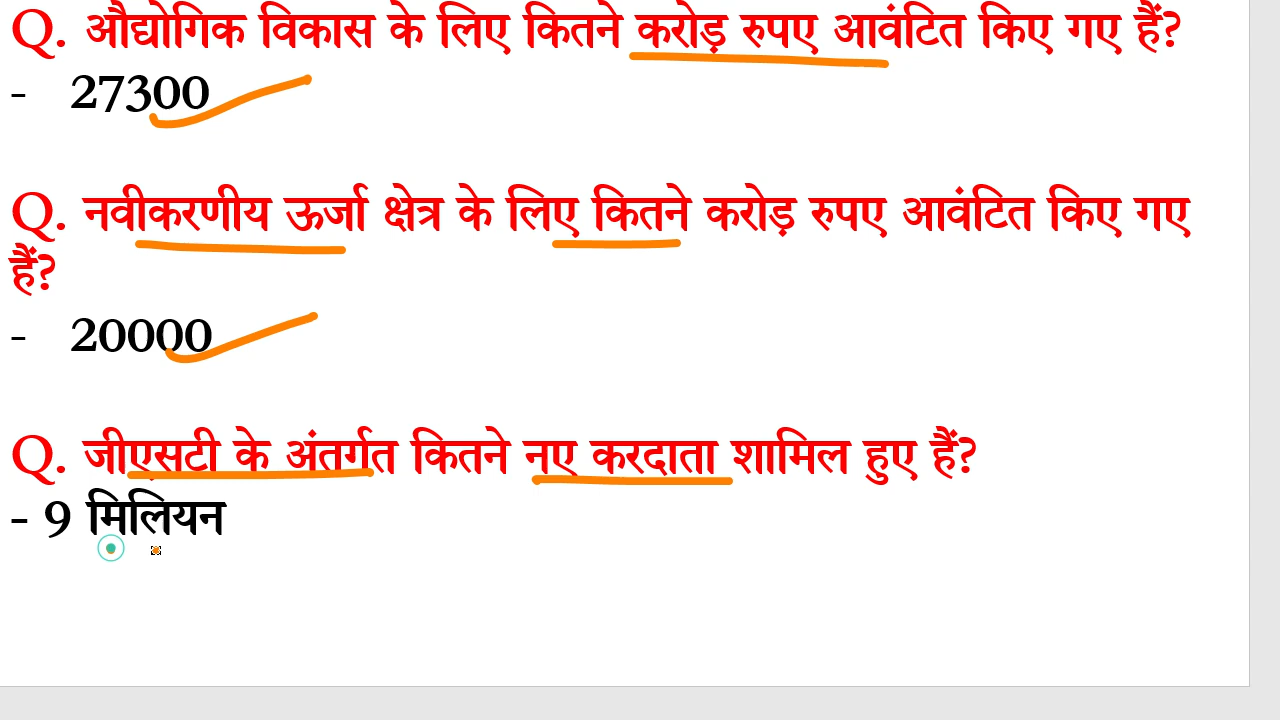 Q. औद्योगिक विकास के लिए कितने करोड़ रुपए आवंटित किए गए हैं?
- 27300
Q. नवीकरणीय ऊर्जा क्षेत्र के लिए कितने करोड़ रुपए आवंटित किए गए
हैं?
- 20000
Q. जीएसटी के अंतर्गत कितने नए करदाता शामिल हुए हैं?
- 9 मिलियन